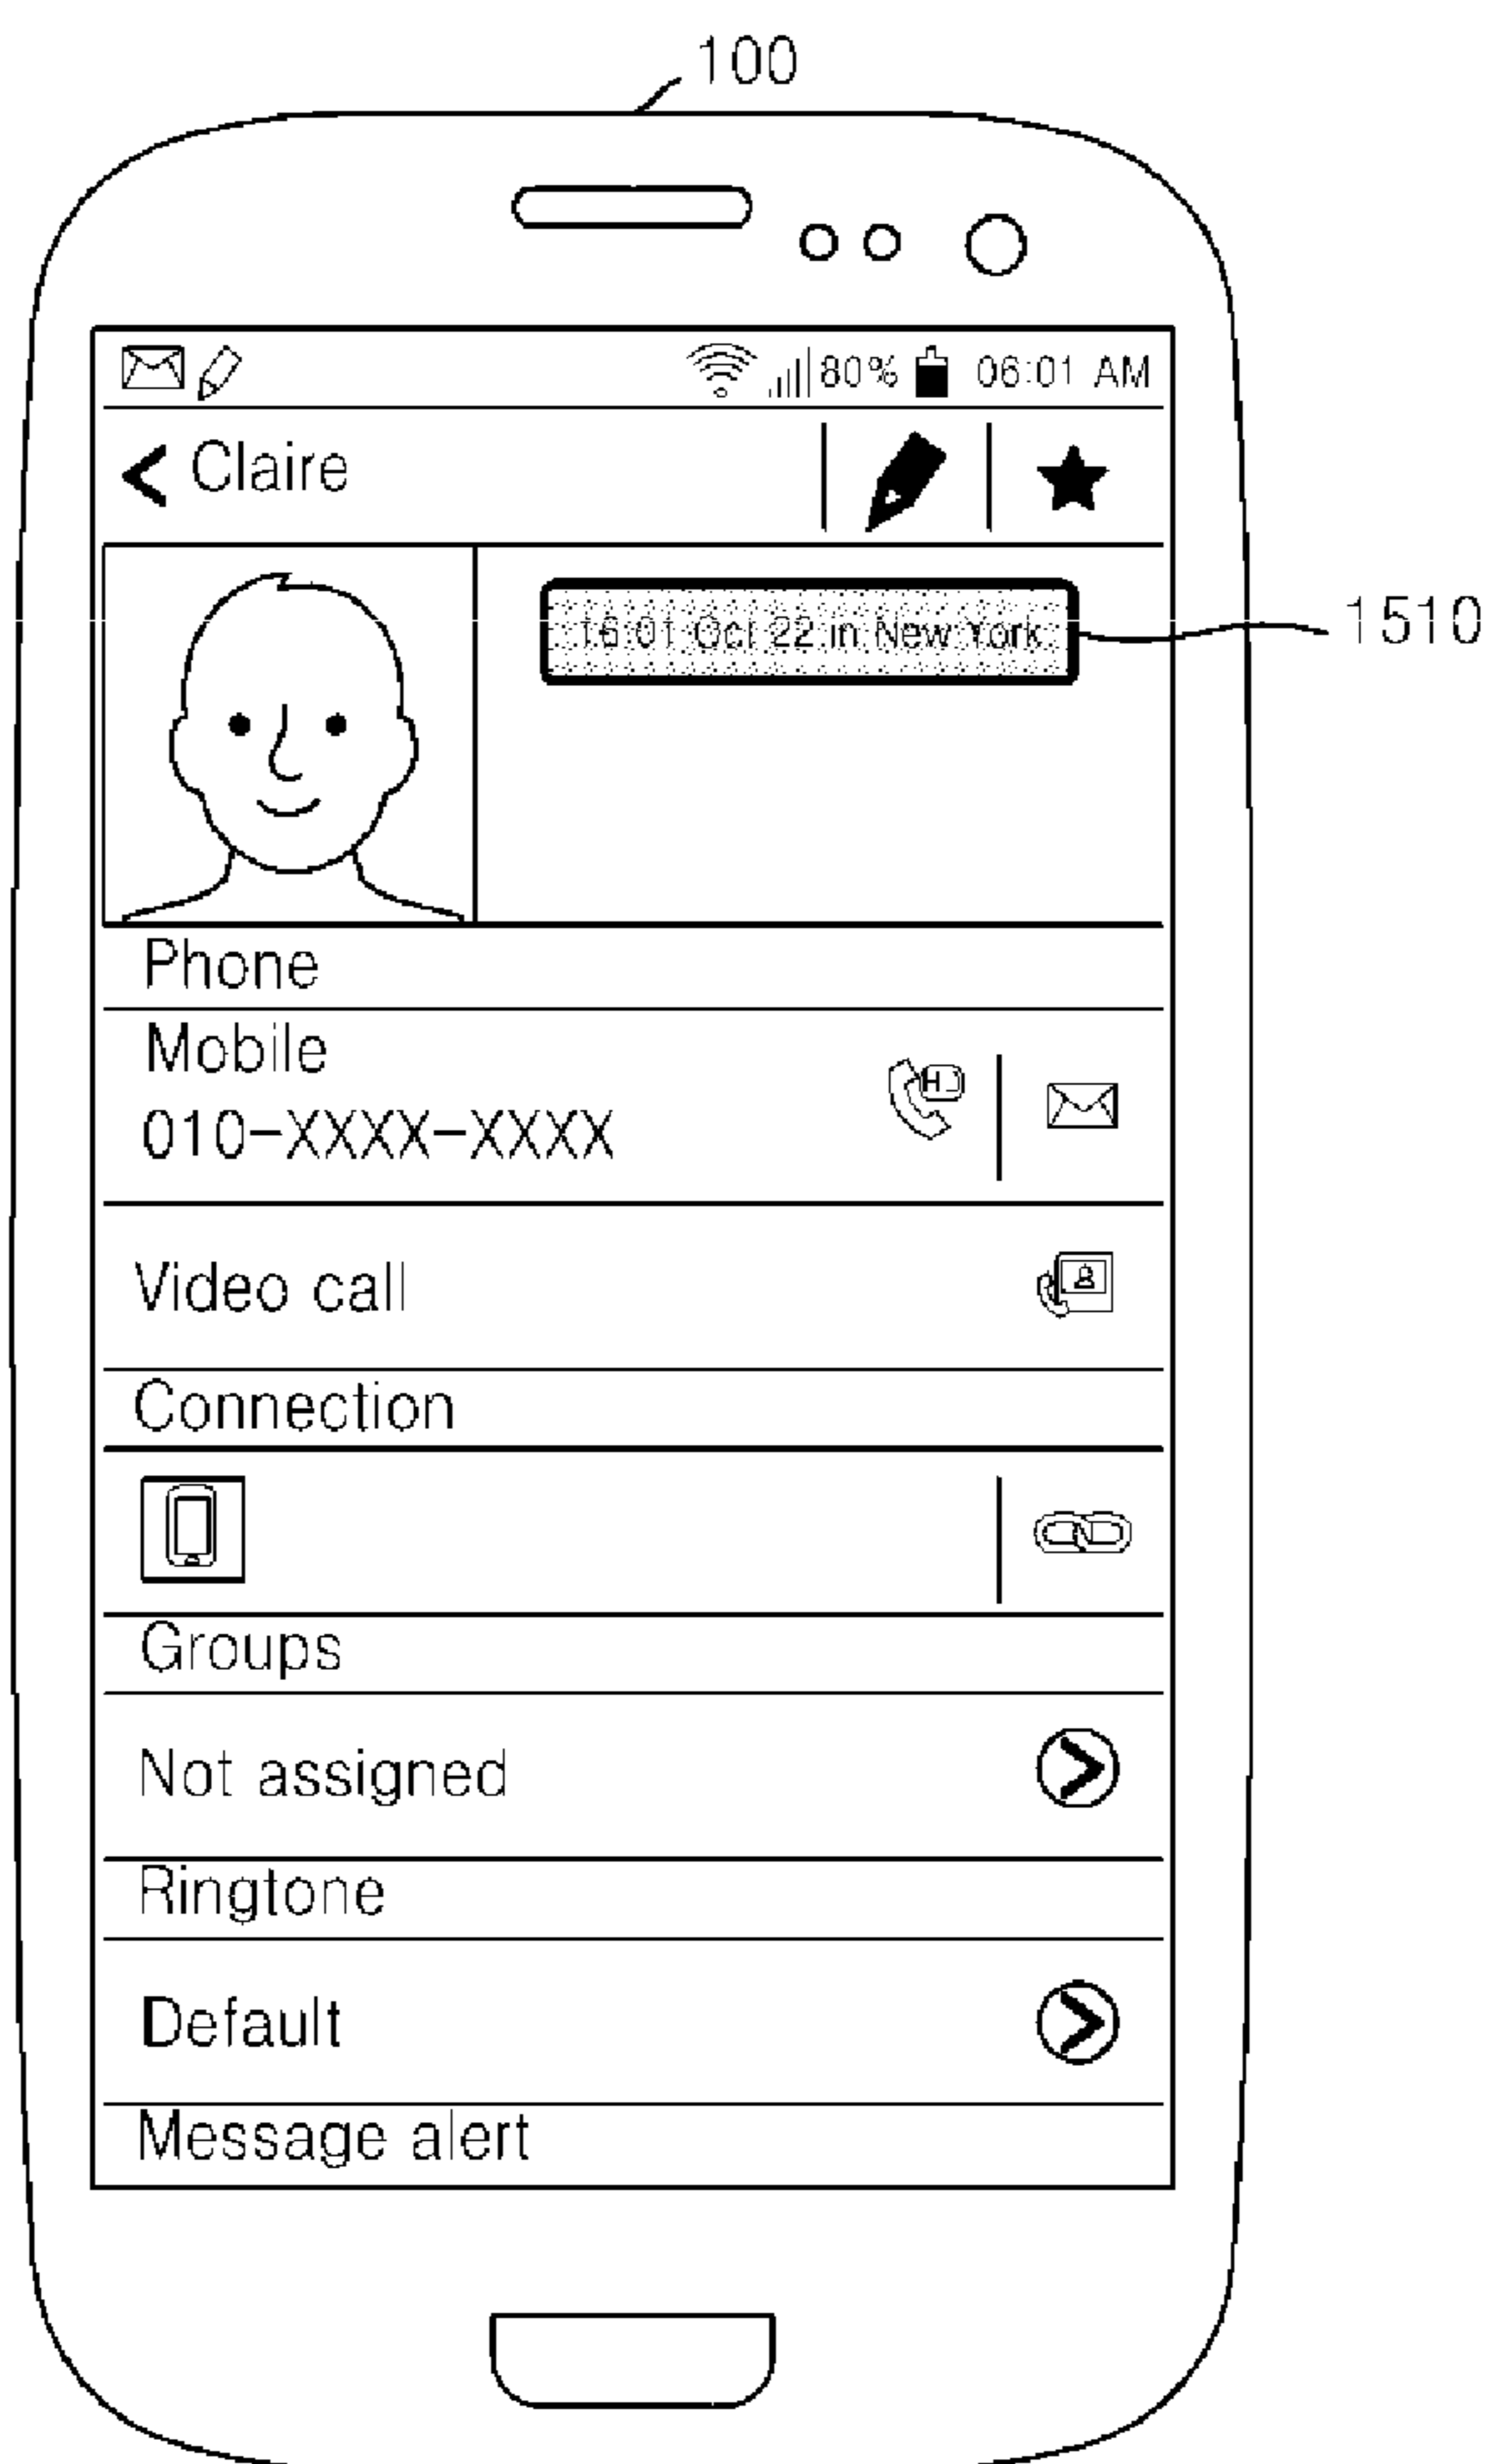 100
80% 06:01 AM
Claire
16:01 Oct 22 in New York
1510
Phone
Mobile
010-XXXX-XXXX
Video call
Connection
Groups
Not assigned
Ringtone
Default
Message alert